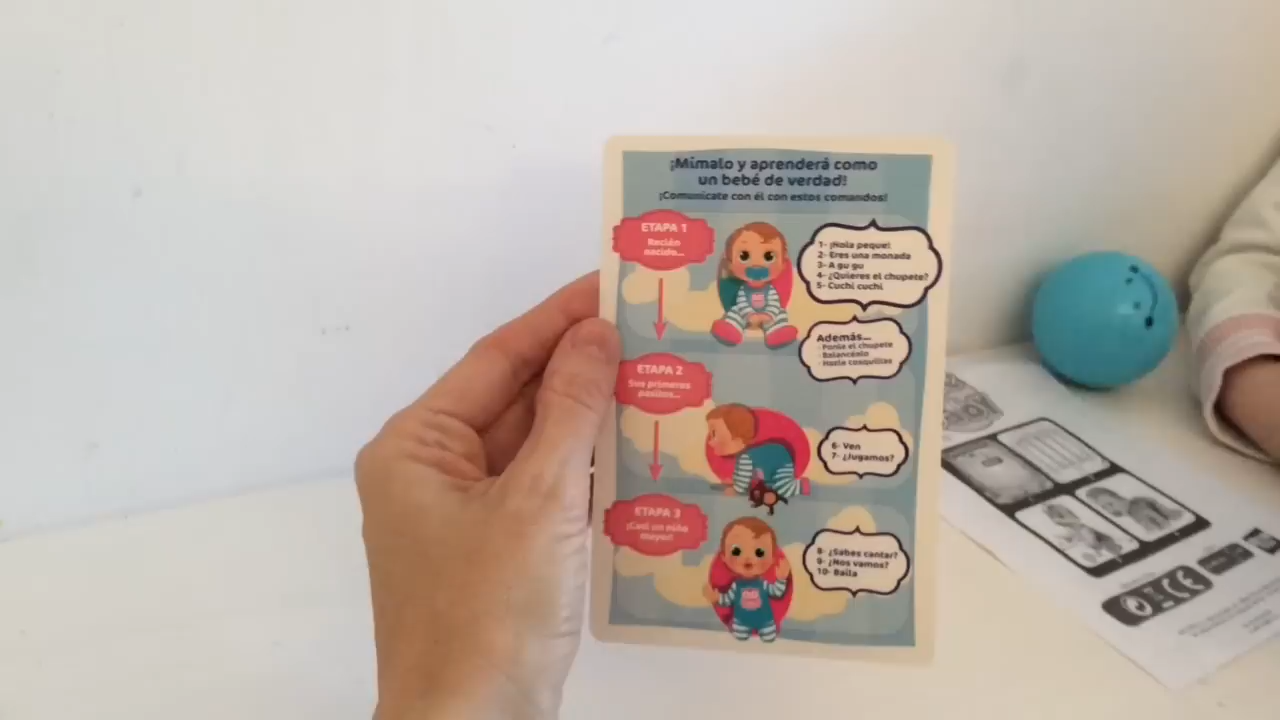 ¡Mímalo y aprenderá como
un bebé de verdad!
¡Comunícate con él con estos comandos!
ETAPA 1
Recién
nacido...
1- ¡Hola peque!
2- Eres una monada
3- A gu gu
4- ¿Quieres el chupete?
5- Cuchi cuchi
Además...
- Ponle el chupete
- Balancéalo
- Hazle cosquillas
ETAPA 2
Sus primeros
pasitos...
6- Ven
7- ¿Jugamos?
ETAPA 3
¡Casi un niño
mayor!
8- ¿Sabes cantar?
9- ¿Nos vamos?
10- Baila
CE